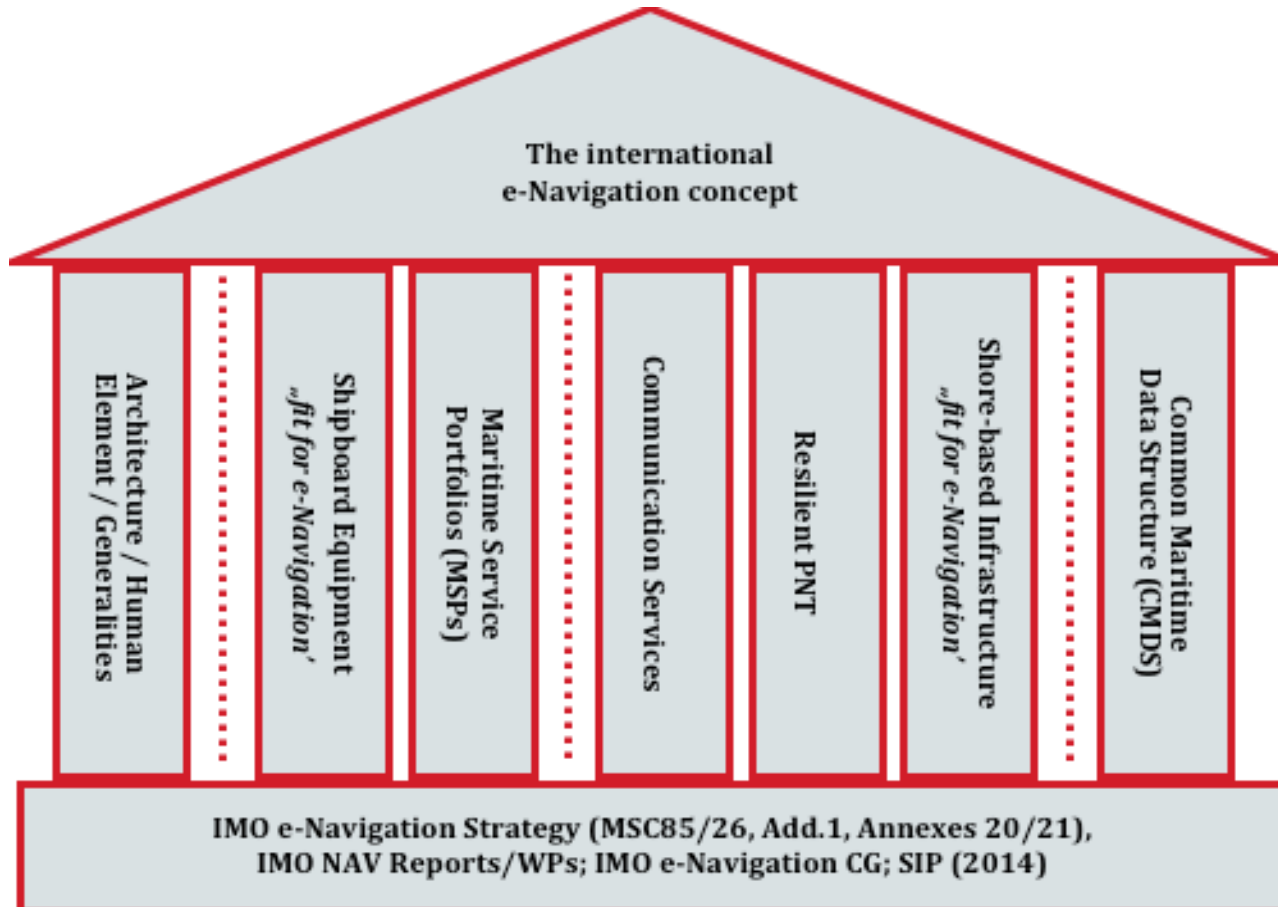 The international
e-Navigation concept
Architecture / Human
Element / Generalities
Shipboard Equipment
„fit for e-Navigation‘
Maritime Service
Portfolios (MSPs)
Communication Services
Resilient PNT
Shore-based Infrastructure
„fit for e-Navigation‘
Common Maritime
Data Structure (CMDS)
IMO e-Navigation Strategy (MSC85/26, Add.1, Annexes 20/21),
IMO NAV Reports/WPs; IMO e-Navigation CG; SIP (2014)